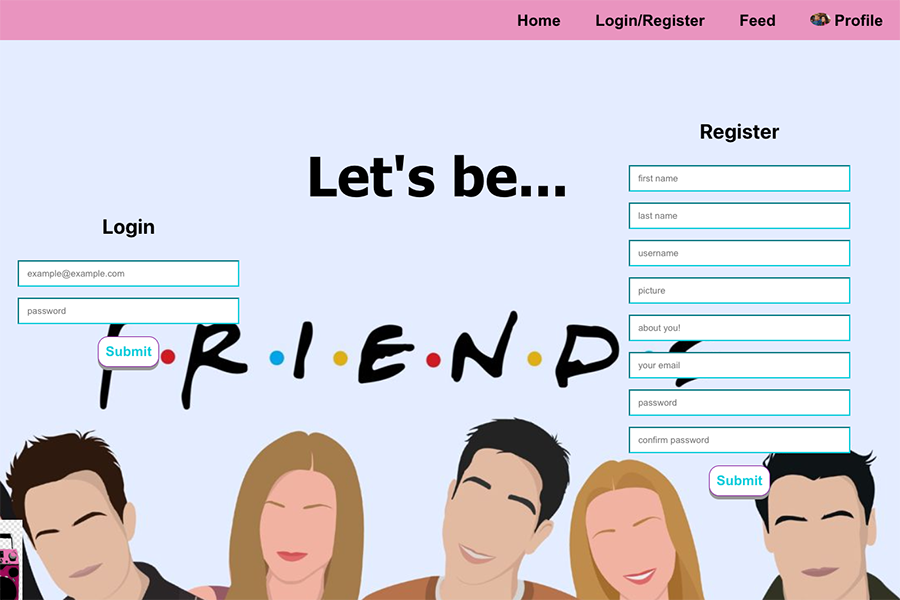 Home Login/Register Feed Profile
Let's be...
Login
example@example.com
password
Submit
FRIENDS
Register
first name
last name
username
picture
about you!
your email
password
confirm password
Submit